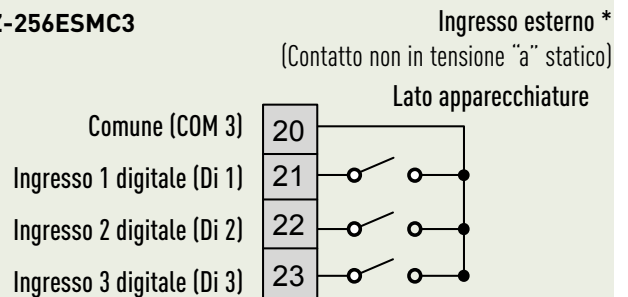 Z-256ESMC3
Ingresso esterno *
(Contatto non in tensione “a” statico)
Lato apparecchiature
Comune (COM 3) 20
Ingresso 1 digitale (Di 1) 21
Ingresso 2 digitale (Di 2) 22
Ingresso 3 digitale (Di 3) 23